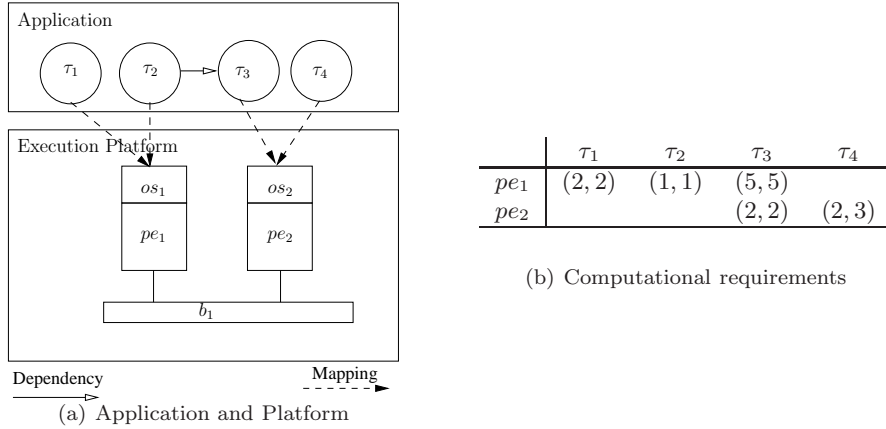 Application
τ1 τ2 τ3 τ4
Execution Platform
os1 os2
pe1 pe2
b1
Dependency
Mapping
(a) Application and Platform
τ1 τ2 τ3 τ4
pe1 (2, 2) (1, 1) (5, 5)
pe2 (2, 2) (2, 3)
(b) Computational requirements